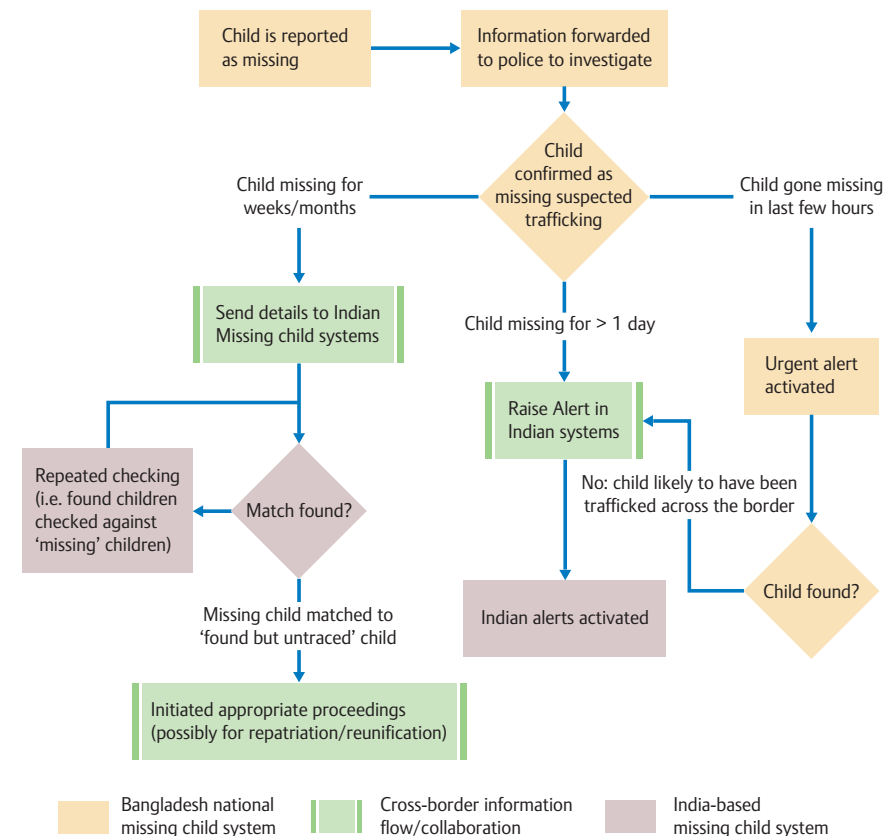 Child is reported
as missing
Information forwarded
to police to investigate
Child
confirmed as
missing suspected
trafficking
Child missing for
weeks/months
Child gone missing
in last few hours
Send details to Indian
Missing child systems
Child missing for > 1 day
Urgent alert
activated
Raise Alert in
Indian systems
Repeated checking
(i.e. found children
checked against
‘missing’ children)
Match found?
No: child likely to have been
trafficked across the border
Child found?
Indian alerts activated
Missing child matched to
‘found but untraced’ child
Initiated appropriate proceedings
(possibly for repatriation/reunification)
Bangladesh national
missing child system
Cross-border information
flow/collaboration
India-based
missing child system